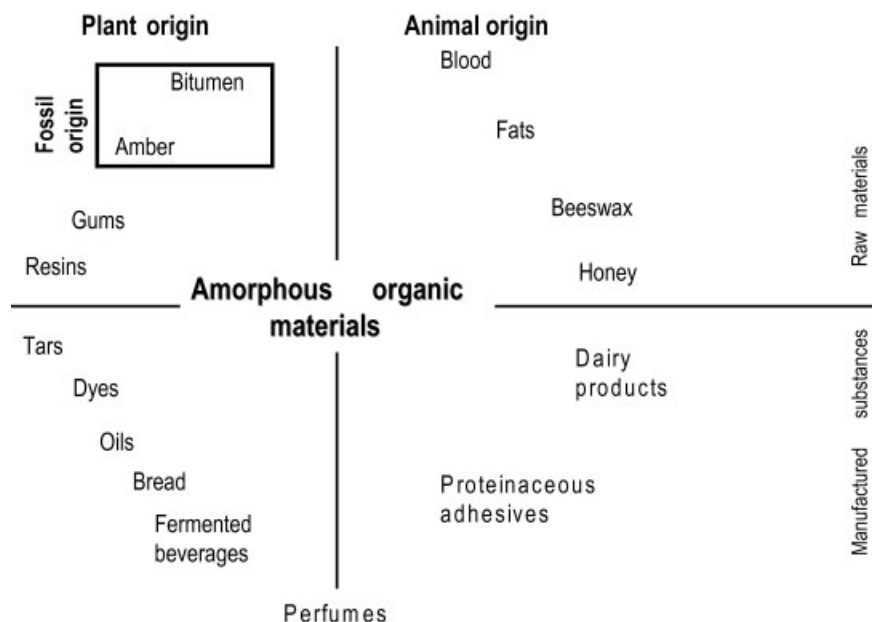 Plant origin
Animal origin
Blood
Bitumen
Fossil
origin
Amber
Fats
Gums
Beeswax
Raw materials
Resins
Honey
Amorphous organic
materials
Tars
Dairy
products
Dyes
Oils
Bread
Proteinaceous
adhesives
Fermented
beverages
Manufactured substances
Perfumes